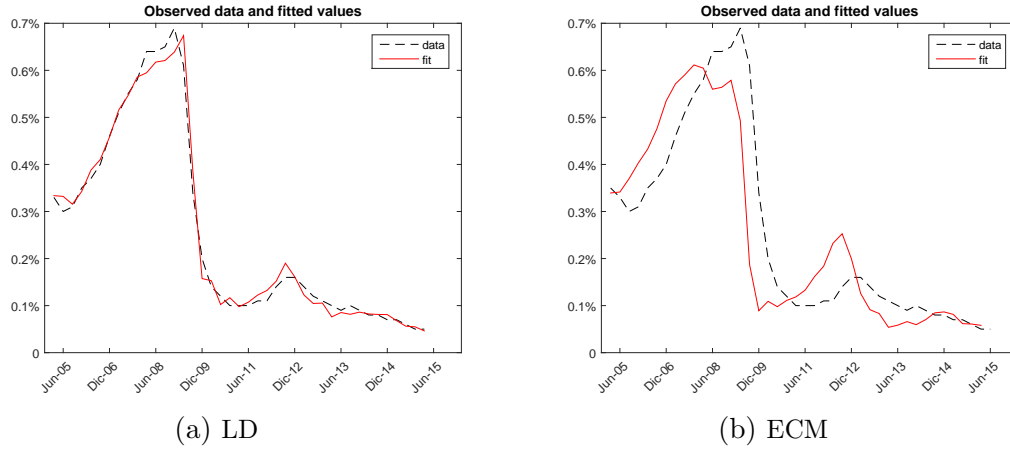 Observed data and fitted values
0.7%
0.6%
0.5%
0.4%
0.3%
0.2%
0.1%
0
data
fit
Jun-05
Dic-06
Jun-08
Dic-09
Jun-11
Dic-12
Jun-13
Dic-14
Jun-15
(a) LD
Observed data and fitted values
0.7%
0.6%
0.5%
0.4%
0.3%
0.2%
0.1%
0
data
fit
Jun-05
Dic-06
Jun-08
Dic-09
Jun-11
Dic-12
Jun-13
Dic-14
Jun-15
(b) ECM